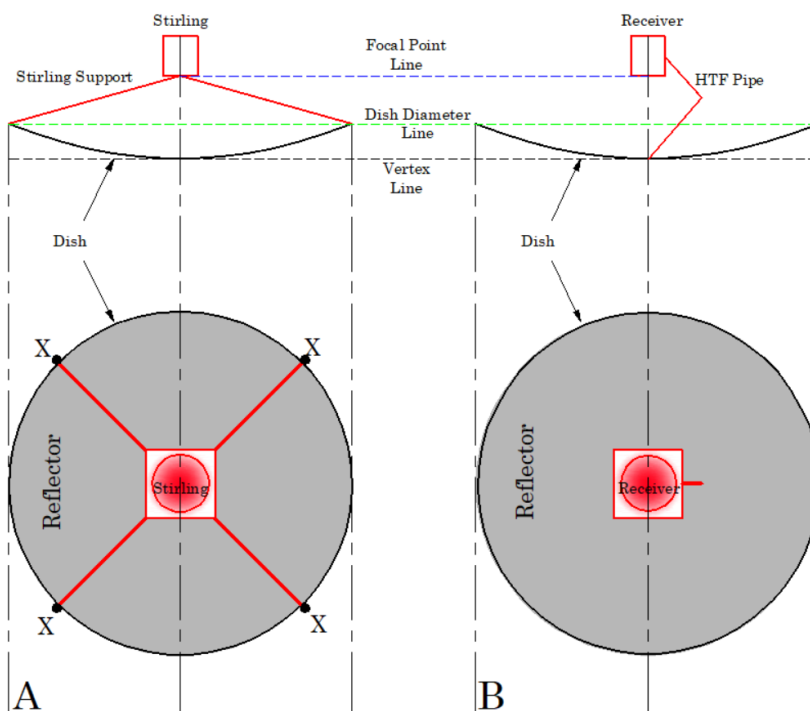 Stirling
Receiver
Focal Point
Line
Stirling Support
HTF Pipe
Dish Diameter
Line
Vertex
Line
Dish
Dish
X
X
Reflector
Stirling
Reflector
Receiver
X
X
A
B